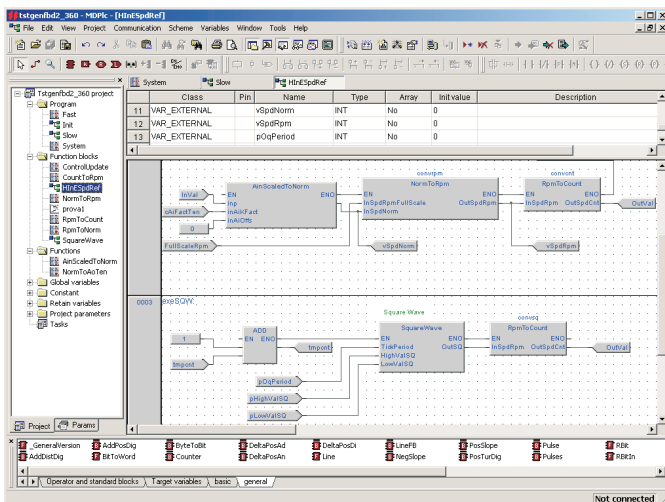 tstgenfbd2_360 - MDPlc - [HInESpdRef]
File Edit View Project Communication Scheme Variables Window Tools Help
System Slow HInESpdRef
Tstgenfbd2_360 project
Program
Fast
Init
Slow
System
Function blocks
ControlUpdate
CountToRpm
HInESpdRef
NormToRpm
prova1
RpmToCount
RpmToNorm
SquareWave
Functions
AinScaledToNorm
NormToAoTen
Global variables
Constant
Retain variables
Project parameters
Tasks
Project Params
Class Pin Name Type Array Init value Description
11 VAR_EXTERNAL vSpdNorm INT No 0
12 VAR_EXTERNAL vSpdRpm INT No 0
13 VAR_EXTERNAL pOqPeriod INT No 0
convrpm convcnt
AinScaledToNorm NormToRpm RpmToCount
InVal EN ENO EN ENO EN ENO
inp InSpdRpmFullScale OutSpdRpm InSpdRpm OutSpdCnt OutVal
oAiFastTen inAiKFast InSpdNorm
0 inAiOffs
FullScaleRpm vSpdNorm vSpdRpm
0003 exeSQW:
Square Wave convsq
ADD SquareWave RpmToCount
1 EN ENO tmpcnt EN ENO EN ENO
TickPeriod OutSQ InSpdRpm OutSpdCnt OutVal
HighValSQ
tmpcnt LowValSQ
pOqPeriod
pHighValSQ
pLowValSQ
_GeneralVersion AddPosDig ByteToBit DeltaPosAd DeltaPosDi LineFB PosSlope Pulse RBit
AddDistDig BitToWord Counter DeltaPosAn Line NegSlope PosTurDig Pulses RBitIn
Operator and standard blocks Target variables basic general
Not connected